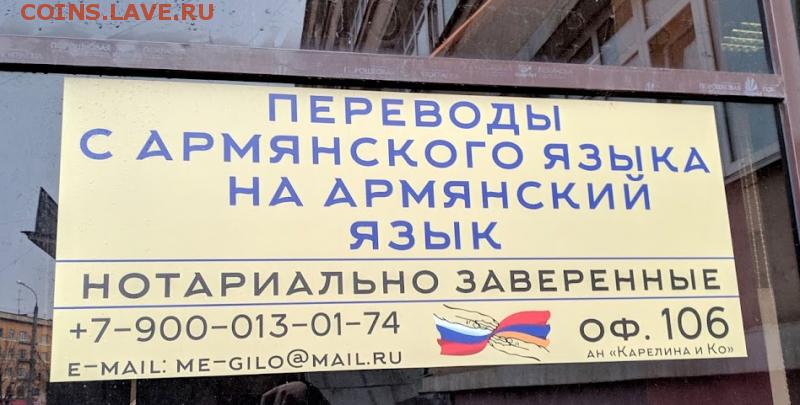 COINS.LAVE.RU
ПЕРЕВОДЫ
С АРМЯНСКОГО ЯЗЫКА
НА АРМЯНСКИЙ
ЯЗЫК
НОТАРИАЛЬНО ЗАВЕРЕННЫЕ
+7-900-013-01-74
E-MAIL: ME-GILO@MAIL.RU
ОФ. 106
АН «КАРЕЛИНА И КО»